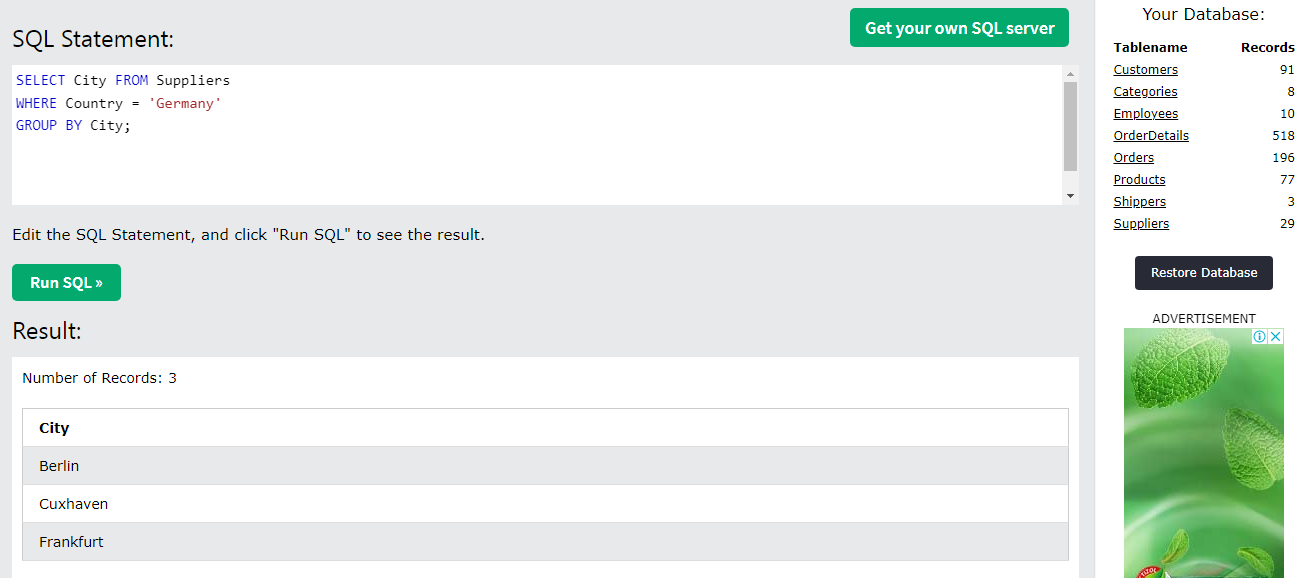 SQL Statement:
Get your own SQL server
SELECT City FROM Suppliers
WHERE Country = 'Germany'
GROUP BY City;
Edit the SQL Statement, and click "Run SQL" to see the result.
Run SQL »
Result:
Number of Records: 3
City
Berlin
Cuxhaven
Frankfurt
Your Database:
Tablename Records
Customers 91
Categories 8
Employees 10
OrderDetails 518
Orders 196
Products 77
Shippers 3
Suppliers 29
Restore Database
ADVERTISEMENT